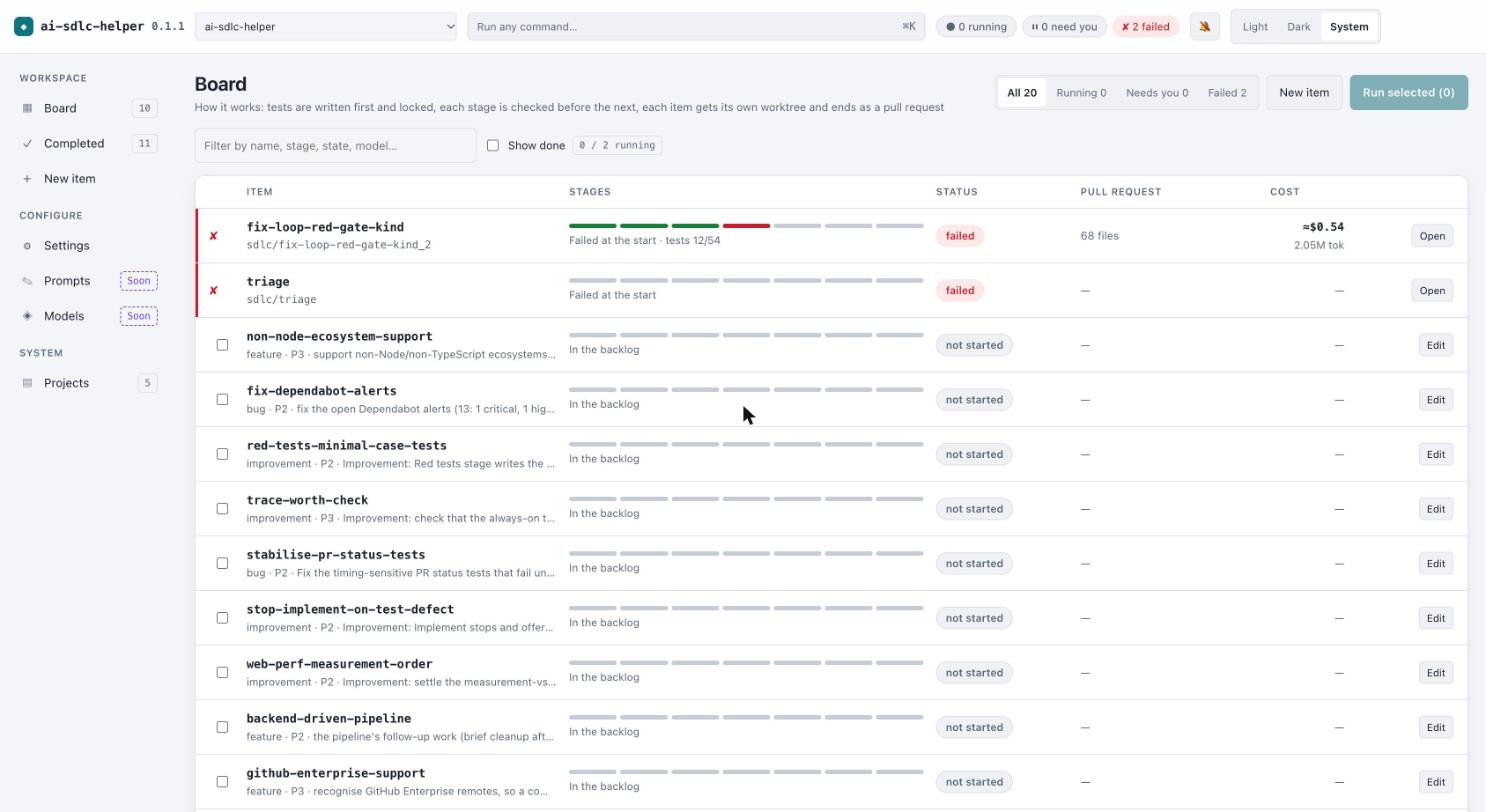 ai-sdlc-helper 0.1.1
ai-sdlc-helper
Run any command... ⌘K
0 running
0 need you
✘ 2 failed
Light Dark System
WORKSPACE
Board 10
Completed 11
New item
CONFIGURE
Settings
Prompts Soon
Models Soon
SYSTEM
Projects 5
Board
How it works: tests are written first and locked, each stage is checked before the next, each item gets its own worktree and ends as a pull request
All 20 Running 0 Needs you 0 Failed 2
New item
Run selected (0)
Filter by name, stage, state, model...
Show done 0 / 2 running
ITEM STAGES STATUS PULL REQUEST COST
✘ fix-loop-red-gate-kind
sdlc/fix-loop-red-gate-kind_2
Failed at the start · tests 12/54
failed
68 files
≈$0.54
2.05M tok
Open
✘ triage
sdlc/triage
Failed at the start
failed
—
—
Open
non-node-ecosystem-support
feature · P3 · support non-Node/non-TypeScript ecosystems...
In the backlog
not started
—
—
Edit
fix-dependabot-alerts
bug · P2 · fix the open Dependabot alerts (13: 1 critical, 1 hig...
In the backlog
not started
—
—
Edit
red-tests-minimal-case-tests
improvement · P2 · Improvement: Red tests stage writes the ...
In the backlog
not started
—
—
Edit
trace-worth-check
improvement · P3 · Improvement: check that the always-on t...
In the backlog
not started
—
—
Edit
stabilise-pr-status-tests
bug · P2 · Fix the timing-sensitive PR status tests that fail un...
In the backlog
not started
—
—
Edit
stop-implement-on-test-defect
improvement · P2 · Improvement: Implement stops and offer...
In the backlog
not started
—
—
Edit
web-perf-measurement-order
improvement · P2 · Improvement: settle the measurement-vs...
In the backlog
not started
—
—
Edit
backend-driven-pipeline
feature · P2 · the pipeline's follow-up work (brief cleanup aft...
In the backlog
not started
—
—
Edit
github-enterprise-support
feature · P3 · recognise GitHub Enterprise remotes, so a co...
In the backlog
not started
—
—
Edit